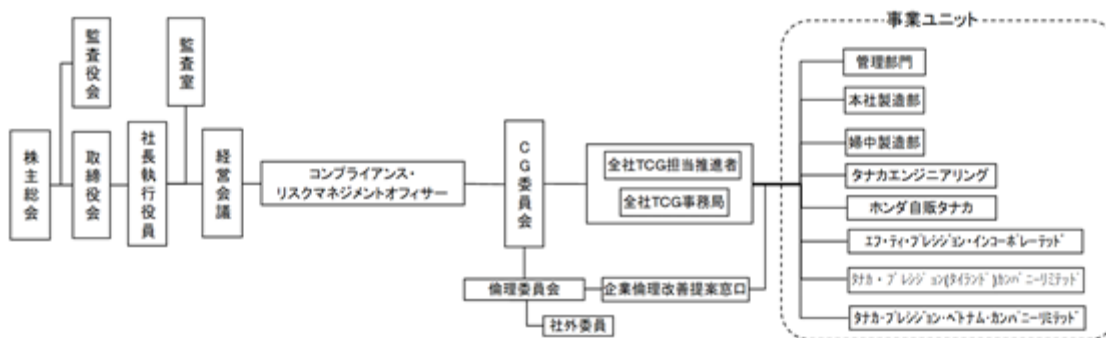 事業ユニット
監査役会
監査室
株主総会
取締役会
社長執行役員
経営会議
コンプライアンス・
リスクマネジメントオフィサー
CG委員会
全社TCG担当推進者
全社TCG事務局
倫理委員会
企業倫理改善提案窓口
社外委員
管理部門
本社製造部
婦中製造部
タナカエンジニアリング
ホンダ自販タナカ
エフ・ティ・プレシジョン・インコーポレーテッド
タナカ・プレシジョン(タイランド)カンパニーリミテッド
タナカ・プレシジョン・ベトナム・カンパニーリミテッド